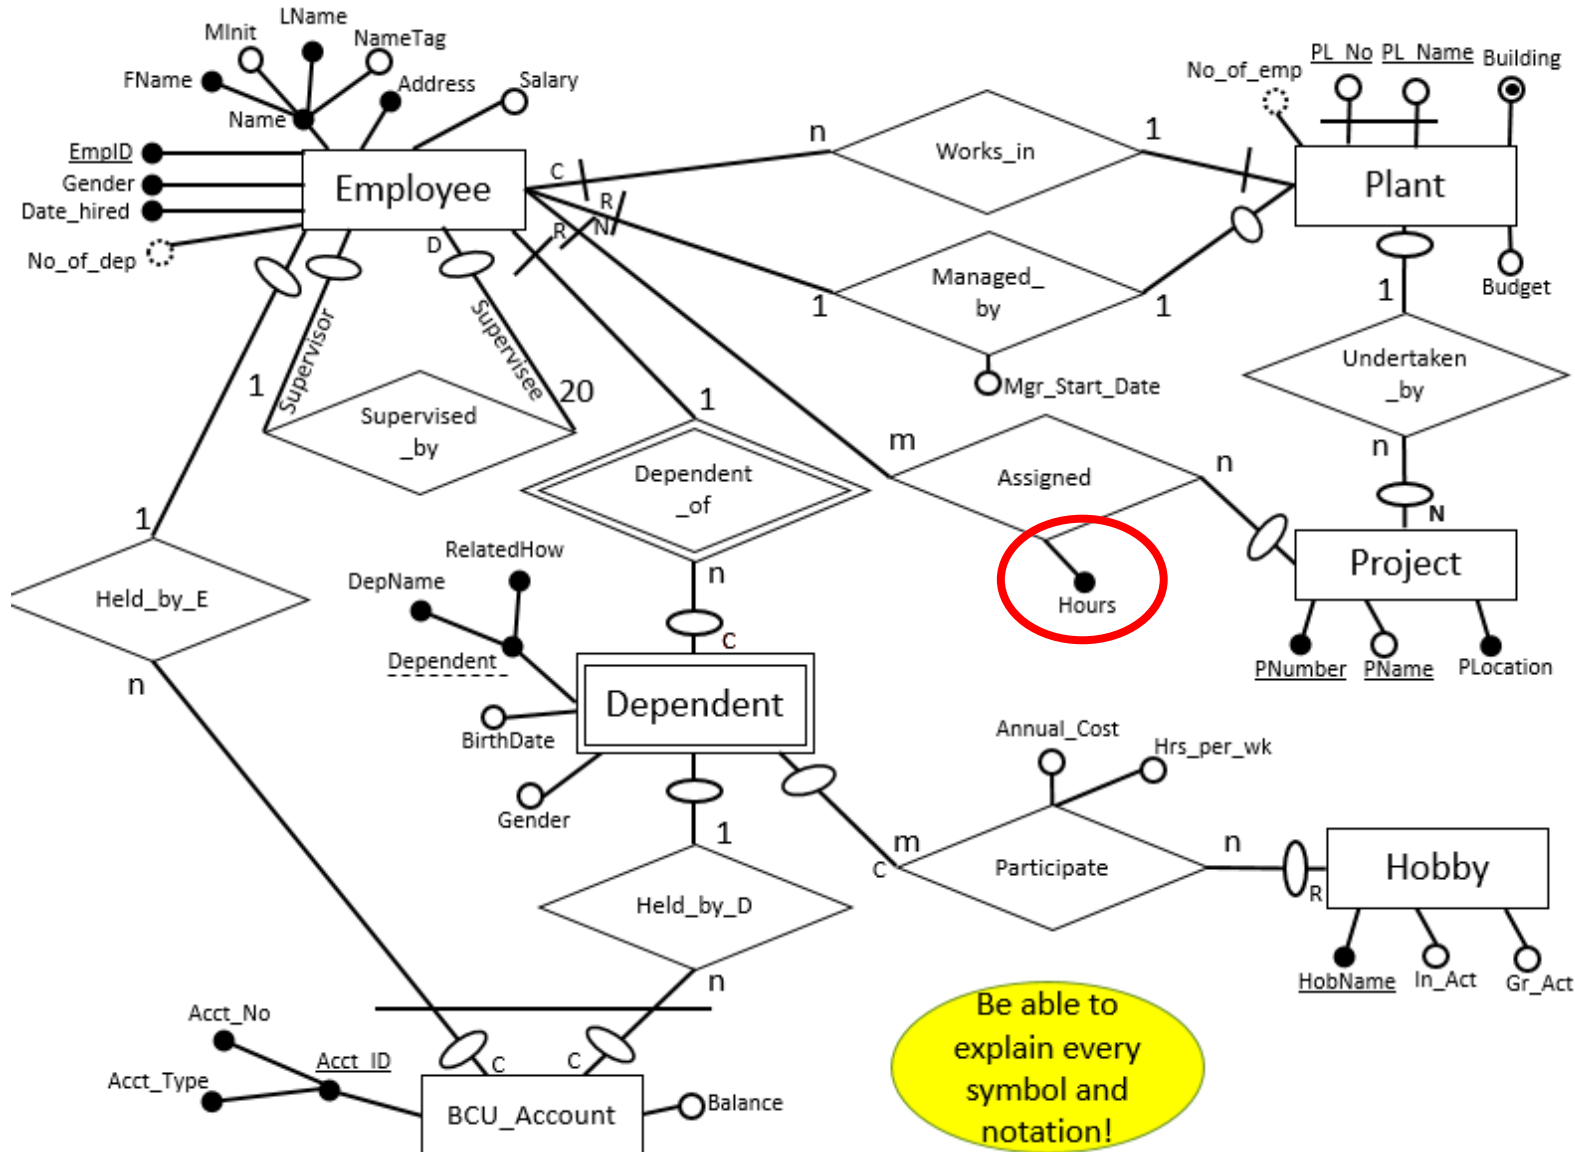 LName
MInit
NameTag
FName
Address
Salary
Name
EmpID
Gender
Date_hired
No_of_dep
Employee
D
C
R
N
R
n
Works_in
1
No_of_emp
PL_No
PL_Name
Building
Plant
Budget
1
Managed_
by
1
Mgr_Start_Date
1
Undertaken
_by
n
N
Supervisor
Supervisee
1
20
Supervised
_by
1
Dependent
_of
n
C
m
Assigned
n
Hours
Project
PNumber
PName
PLocation
1
Held_by_E
n
RelatedHow
DepName
Dependent
BirthDate
Gender
Dependent
1
Held_by_D
n
Annual_Cost
Hrs_per_wk
m
C
Participate
n
R
Hobby
HobName
In_Act
Gr_Act
Acct_No
Acct_Type
Acct_ID
C
C
BCU_Account
Balance
Be able to
explain every
symbol and
notation!